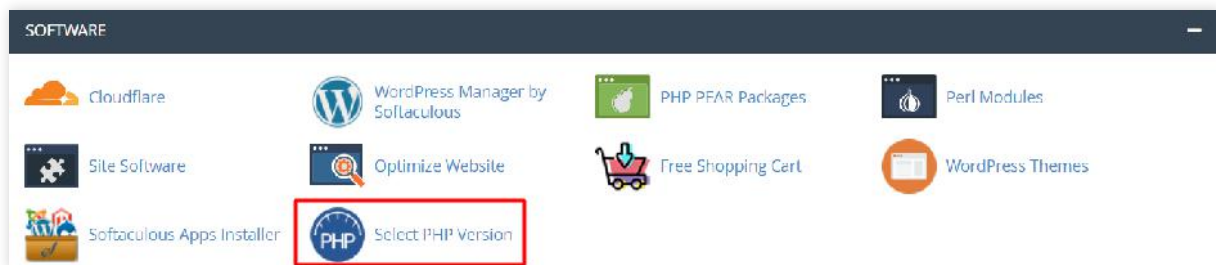 SOFTWARE
Cloudflare
WordPress Manager by
Softaculous
PHP PEAR Packages
Perl Modules
Site Software
Optimize Website
Free Shopping Cart
WordPress Themes
Softaculous Apps Installer
PHP
Select PHP Version